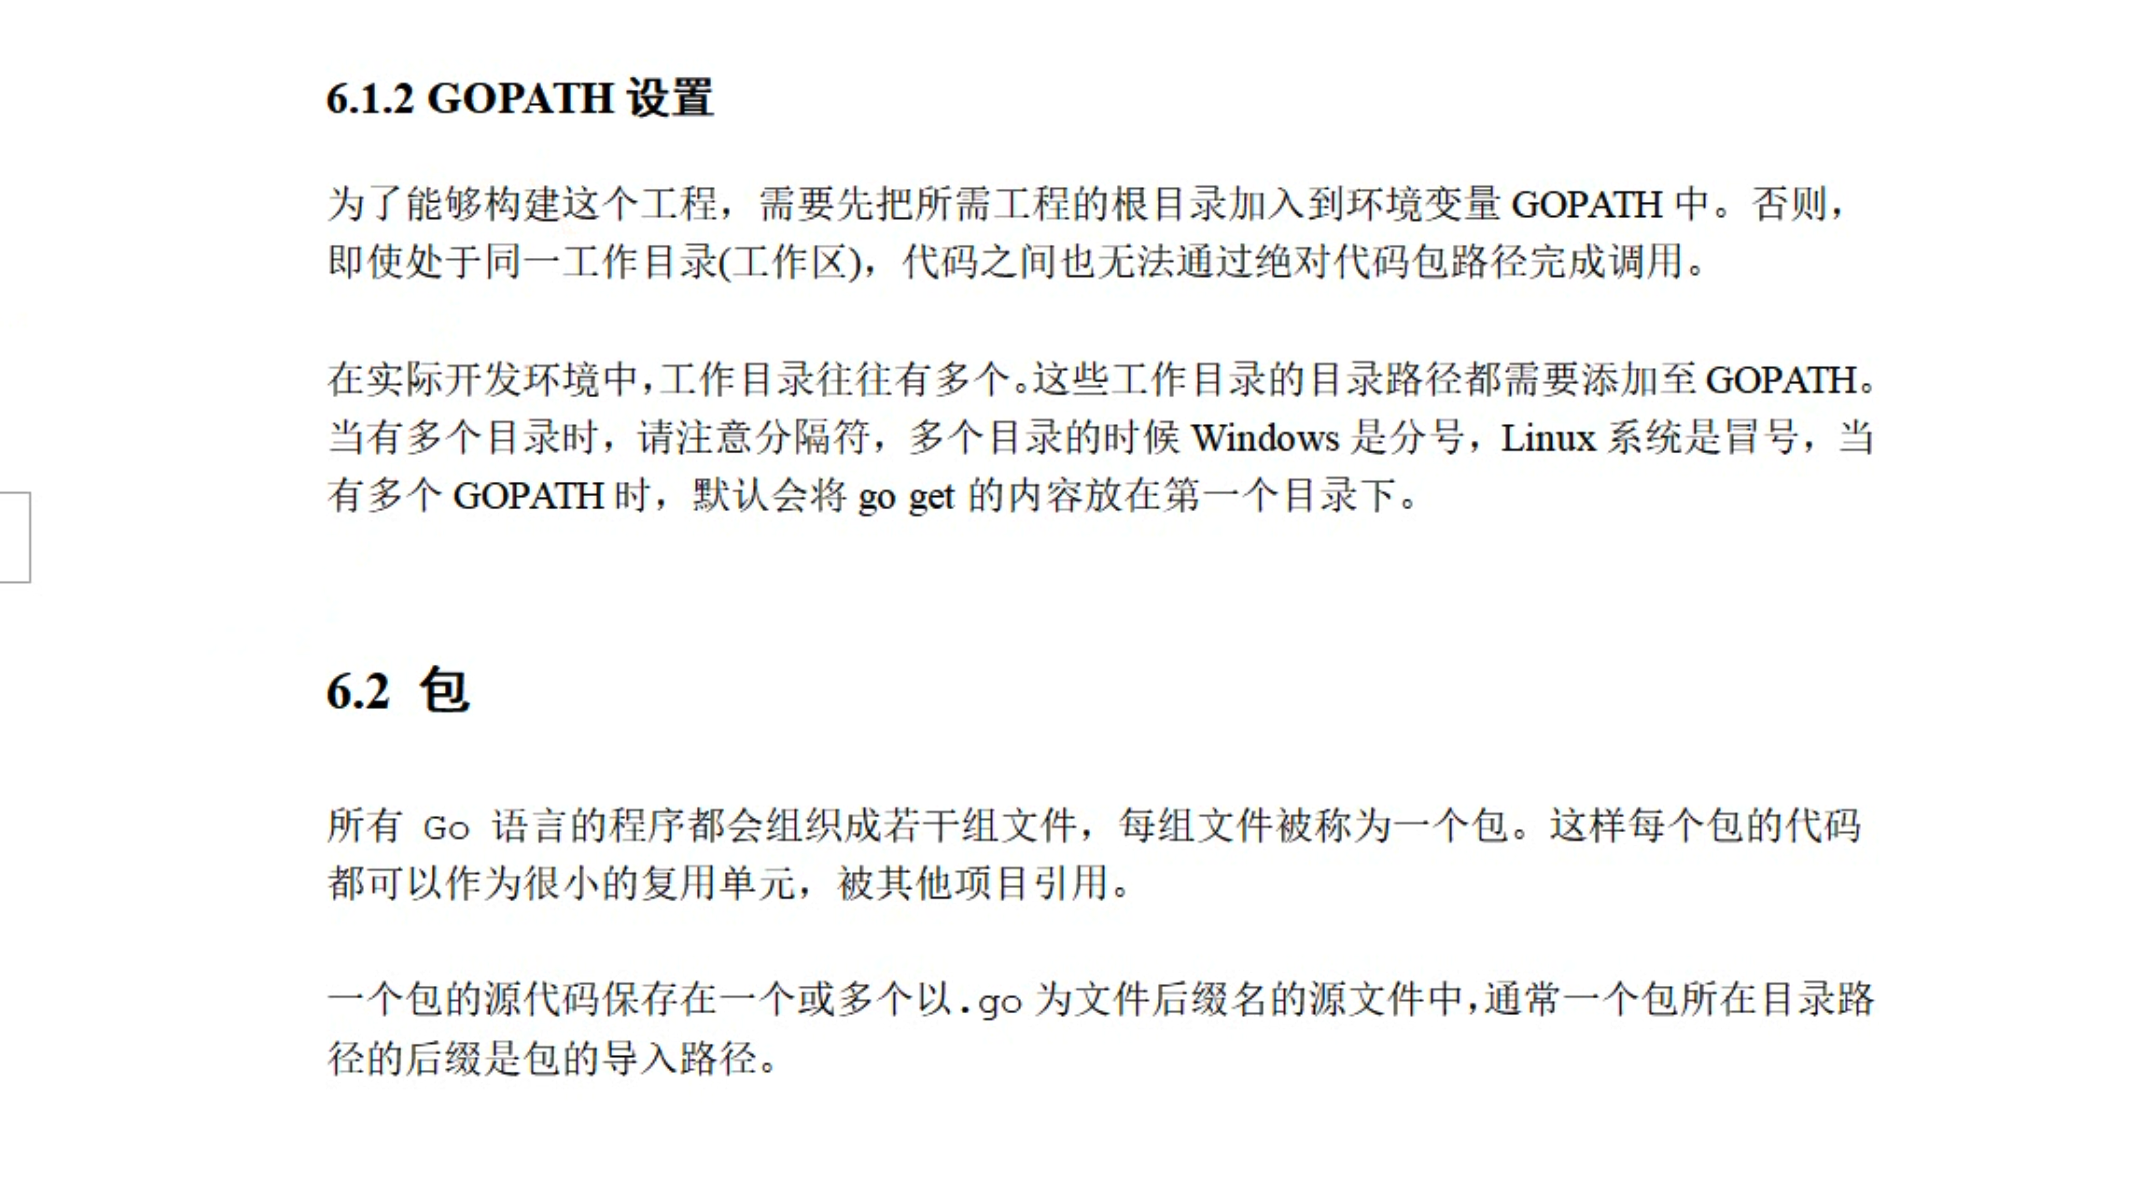 6.1.2 GOPATH 设置
为了能够构建这个工程，需要先把所需工程的根目录加入到环境变量 GOPATH 中。否则，
即使处于同一工作目录(工作区)，代码之间也无法通过绝对代码包路径完成调用。
在实际开发环境中，工作目录往往有多个。这些工作目录的目录路径都需要添加至 GOPATH。
当有多个目录时，请注意分隔符，多个目录的时候 Windows 是分号，Linux 系统是冒号，当
有多个 GOPATH 时，默认会将 go get 的内容放在第一个目录下。
6.2 包
所有 Go 语言的程序都会组织成若干组文件，每组文件被称为一个包。这样每个包的代码
都可以作为很小的复用单元，被其他项目引用。
一个包的源代码保存在一个或多个以.go 为文件后缀名的源文件中，通常一个包所在目录路
径的后缀是包的导入路径。